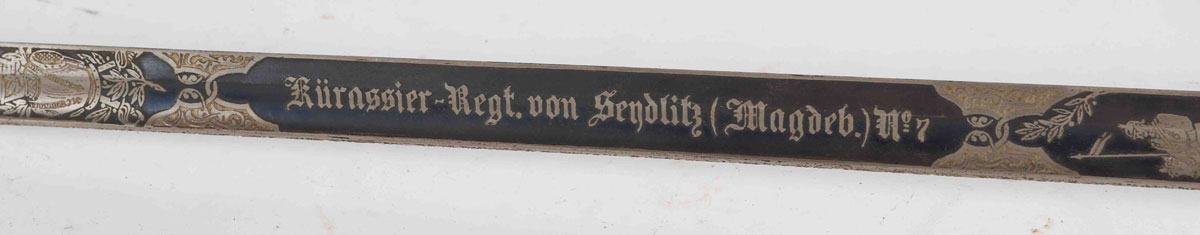 Kürassier-Regt. von Seydlitz (Magdeb.) No. 7